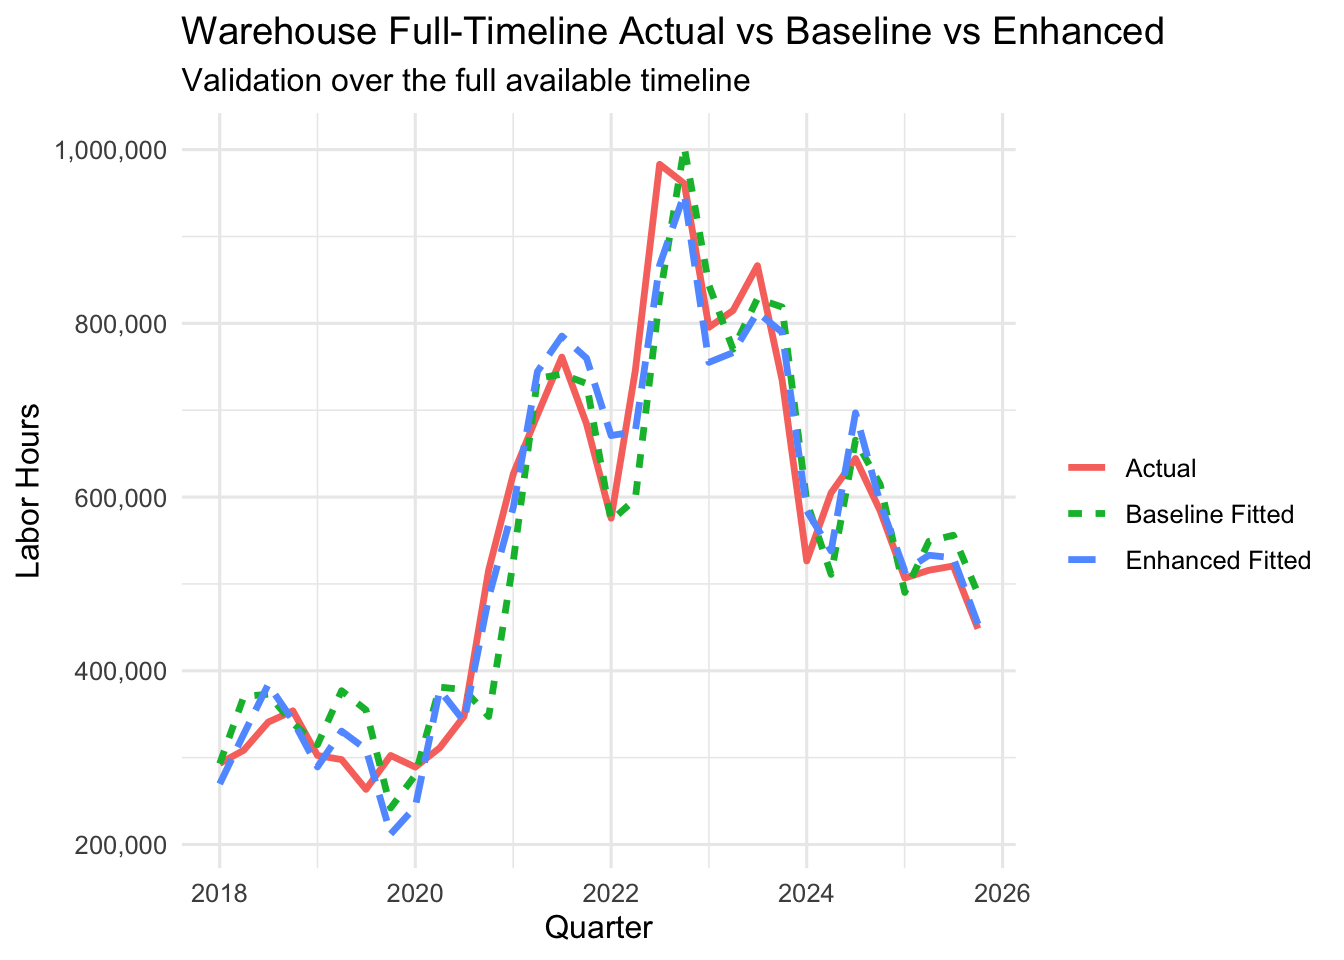 Warehouse Full-Timeline Actual vs Baseline vs Enhanced
Validation over the full available timeline
1,000,000
800,000
600,000
400,000
200,000
Labor Hours
2018 2020 2022 2024 2026
Quarter
Actual
Baseline Fitted
Enhanced Fitted